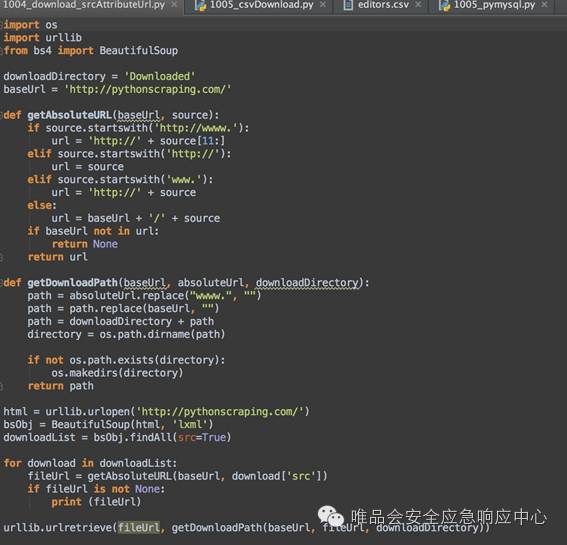 1004_download_srcAttributeUrl.py × 1005_csvDownload.py × editors.csv × 1005_pymysql.py ×
import os
import urllib
from bs4 import BeautifulSoup
downloadDirectory = 'Downloaded'
baseUrl = 'http://pythonscraping.com/'
def getAbsoluteURL(baseUrl, source):
    if source.startswith('http://wwww.'):
        url = 'http://' + source[11:]
    elif source.startswith('http://'):
        url = source
    elif source.startswith('www.'):
        url = 'http://' + source
    else:
        url = baseUrl + '/' + source
    if baseUrl not in url:
        return None
    return url
def getDownloadPath(baseUrl, absoluteUrl, downloadDirectory):
    path = absoluteUrl.replace("wwww.", "")
    path = path.replace(baseUrl, "")
    path = downloadDirectory + path
    directory = os.path.dirname(path)
    if not os.path.exists(directory):
        os.makedirs(directory)
    return path
html = urllib.urlopen('http://pythonscraping.com/')
bsObj = BeautifulSoup(html, 'lxml')
downloadList = bsObj.findAll(src=True)
for download in downloadList:
    fileUrl = getAbsoluteURL(baseUrl, download['src'])
    if fileUrl is not None:
        print (fileUrl)
urllib.urlretrieve(fileUrl, getDownloadPath(baseUrl, fileUrl, downloadDirectory))
唯品会安全应急响应中心